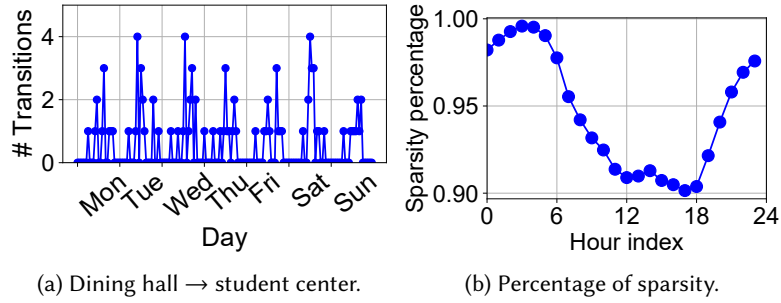 # Transitions
4
2
0
Mon Tue Wed Thu Fri Sat Sun
Day
(a) Dining hall → student center.
Sparsity percentage
1.00
0.95
0.90
0 6 12 18 24
Hour index
(b) Percentage of sparsity.